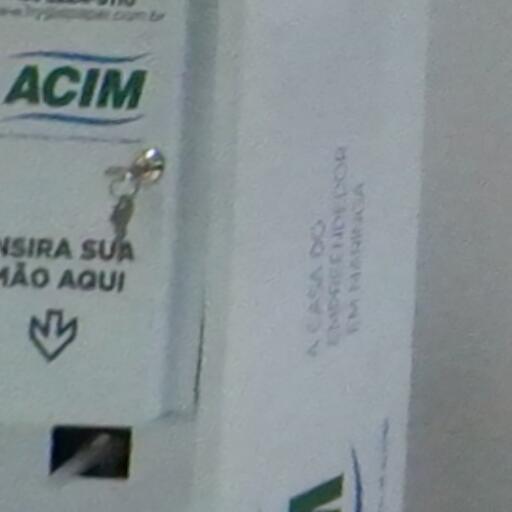 ACIM
NSIRA SUA
MÃO AQUI
A CASA DO
EMPREENDEDOR
EM MARINGÁ